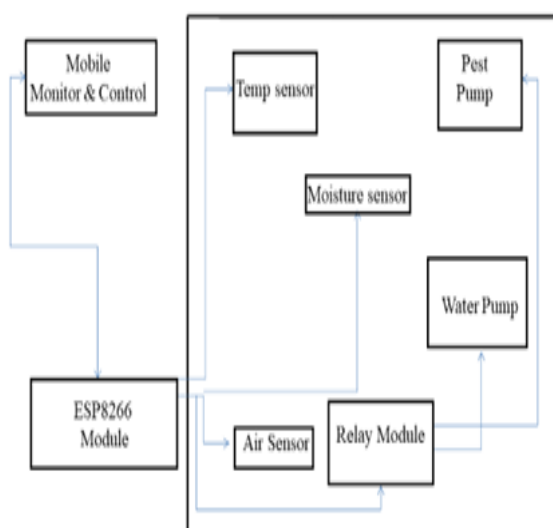 Mobile
Monitor & Control
Temp sensor
Pest
Pump
Moisture sensor
Water Pump
ESP8266
Module
Air Sensor
Relay Module